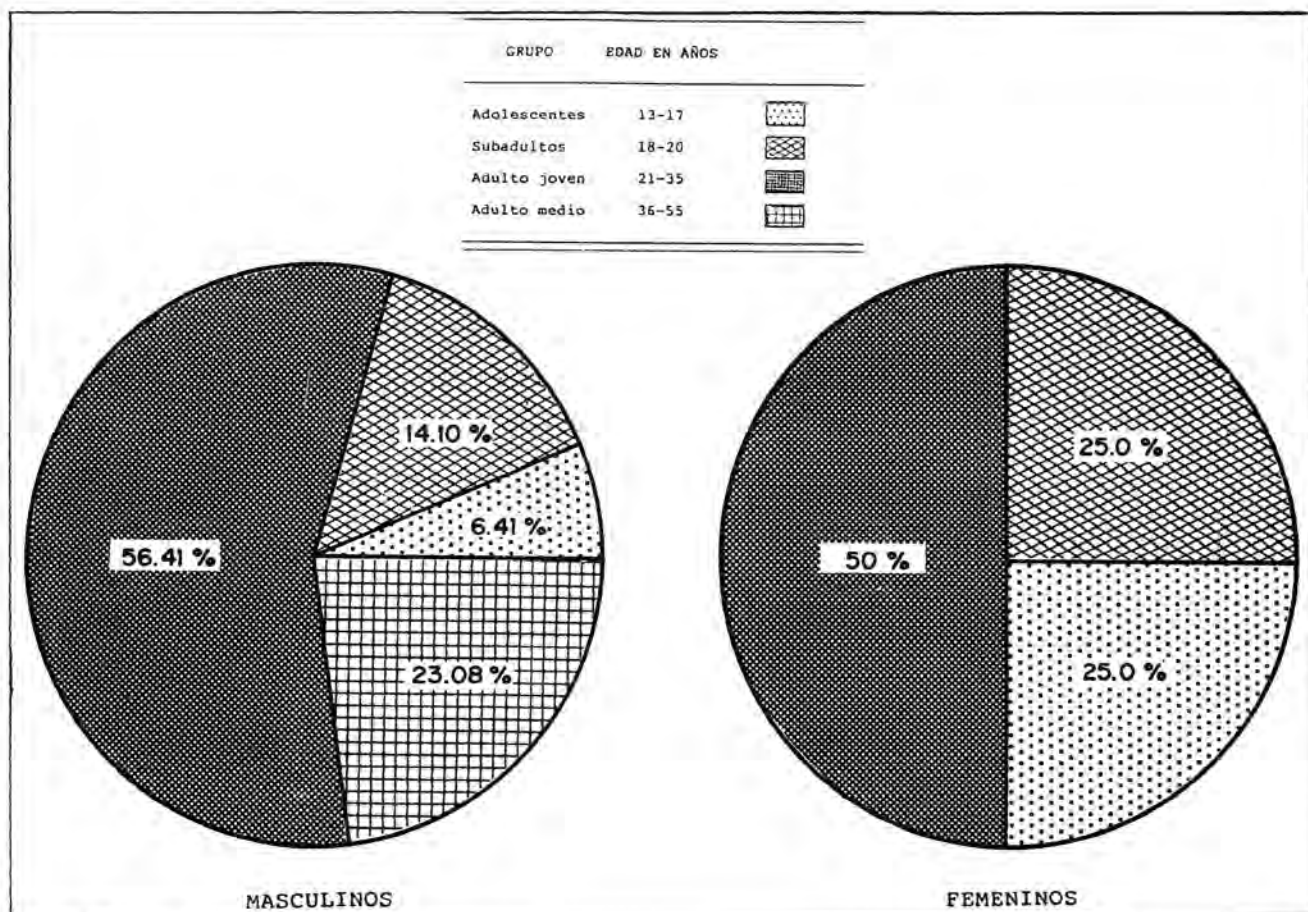 GRUPO EDAD EN AÑOS
Adolescentes 13-17
Subadultos 18-20
Adulto joven 21-35
Adulto medio 36-55
14.10 %
6.41 %
56.41 %
23.08 %
25.0 %
50 %
25.0 %
MASCULINOS
FEMENINOS